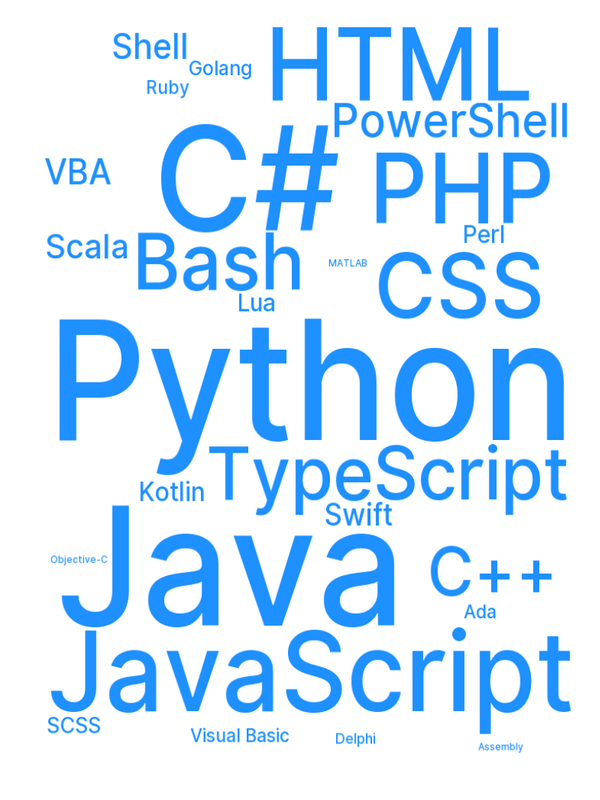 Shell
Golang
Ruby
HTML
PowerShell
VBA
C#
PHP
Perl
Scala
Bash
MATLAB
CSS
Lua
Python
TypeScript
Kotlin
Swift
Objective-C
Java
C++
Ada
JavaScript
SCSS
Visual Basic
Delphi
Assembly